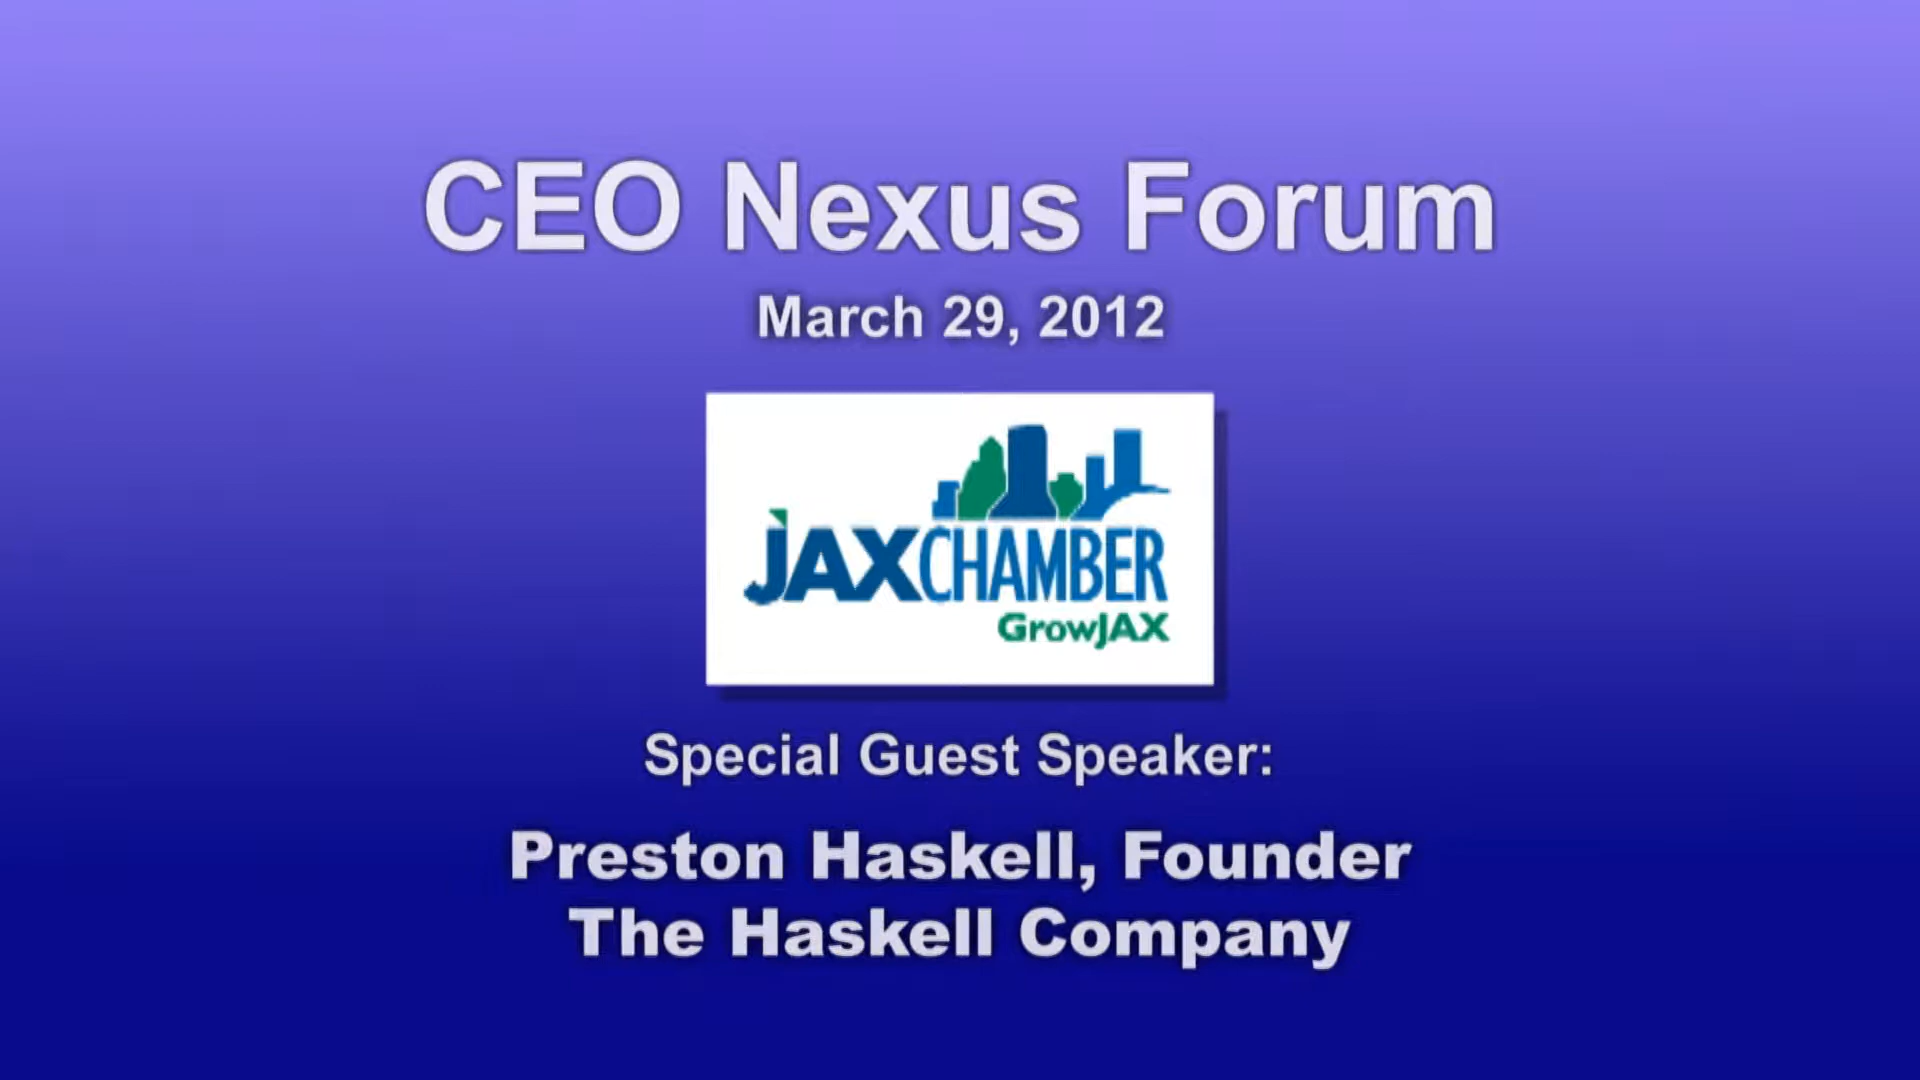 CEO Nexus Forum
March 29, 2012
JAXCHAMBER
GrowJAX
Special Guest Speaker:
Preston Haskell, Founder
The Haskell Company